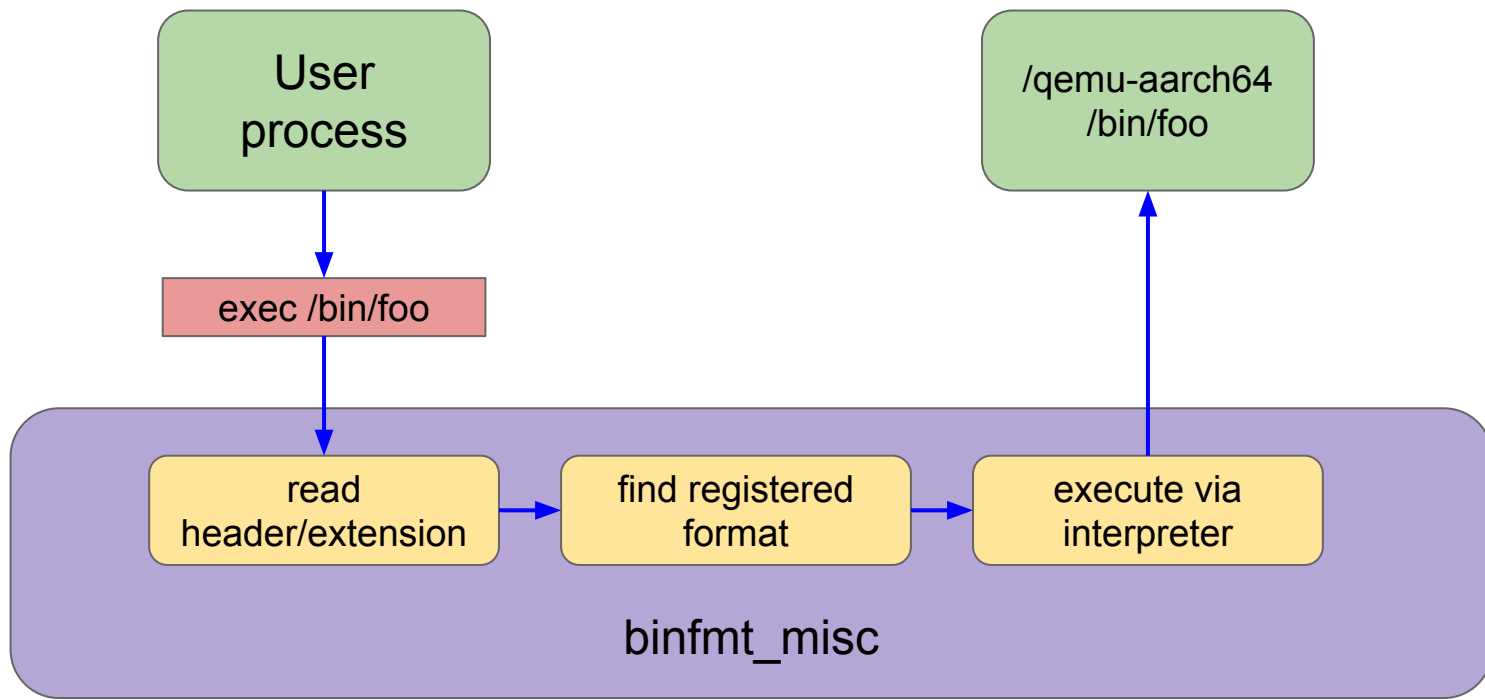 User
process
/qemu-aarch64
/bin/foo
exec /bin/foo
read
header/extension
find registered
format
execute via
interpreter
binfmt_misc